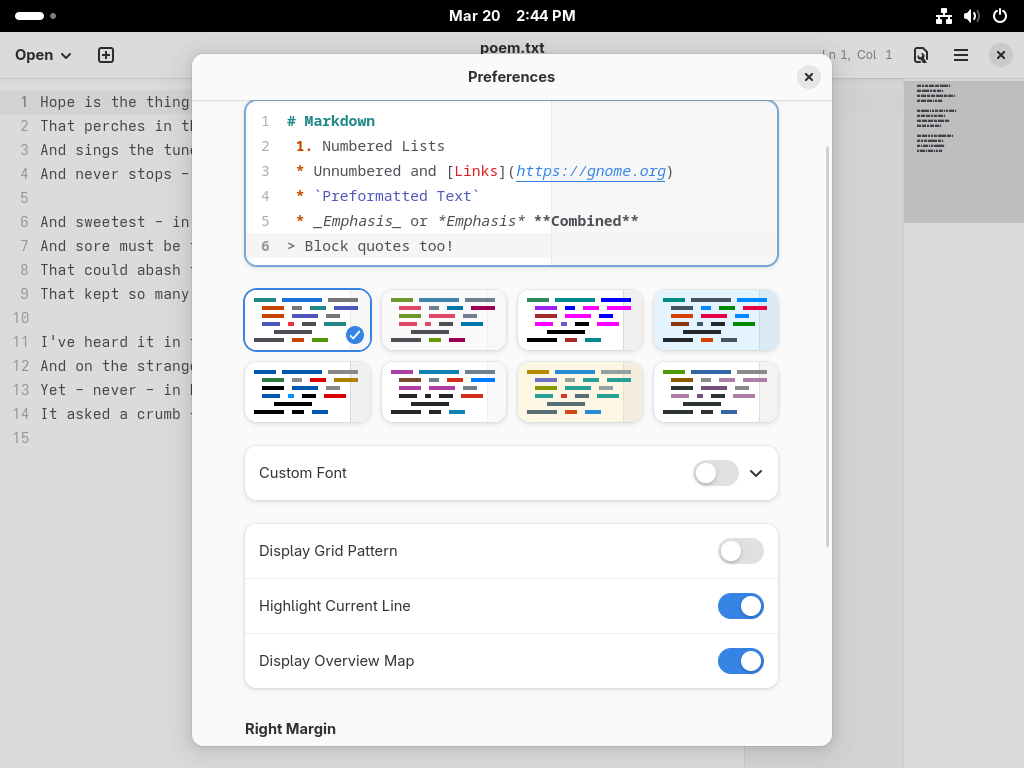 Mar 20 2:44 PM
Open
poem.txt
Ln 1, Col 1
Preferences
1 Hope is the thing
2 That perches in th
3 And sings the tun
4 And never stops -
5
6 And sweetest - in
7 And sore must be
8 That could abash t
9 That kept so many
10
11 I've heard it in
12 And on the strang
13 Yet - never - in
14 It asked a crumb
15
1 # Markdown
2 1. Numbered Lists
3 * Unnumbered and [Links](https://gnome.org)
4 * `Preformatted Text`
5 * _Emphasis_ or *Emphasis* **Combined**
6 > Block quotes too!
Custom Font
Display Grid Pattern
Highlight Current Line
Display Overview Map
Right Margin